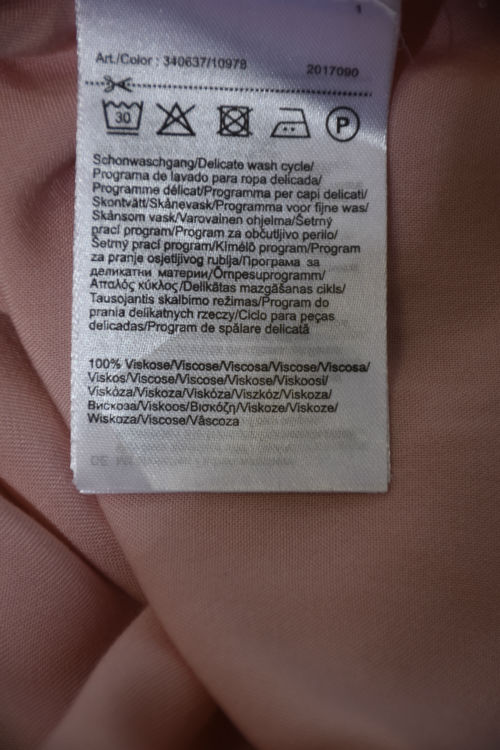 1
Art./Color : 340637/10978
2017090
30 P
Schonwaschgang/Delicate wash cycle/
Programa de lavado para ropa delicada/
Programme délicat/Programma per capi delicati/
Skontvätt/Skånevask/Programma voor fijne was/
Skånsom vask/Varovainen ohjelma/Šetrný
prací program/Program za občutljivo perilo/
Šetrný prací program/Kímélő program/Program
za pranje osjetljivog rublja/Програма за
деликатни материи/Õrnpesuprogramm/
Απαλός κύκλος/Delikātas mazgāšanas cikls/
Tausojantis skalbimo režimas/Program do
prania delikatnych rzeczy/Ciclo para peças
delicadas/Program de spălare delicată
100% Viskose/Viscose/Viscosa/Viscose/Viscosa/
Viskos/Viscose/Viscose/Viskose/Viskoosi/
Viskóza/Viskoza/Viskóza/Viszkóz/Viskoza/
Вискоза/Viskoos/Βισκόζη/Viskoze/Viskoze/
Wiskoza/Viscose/Vâscoza